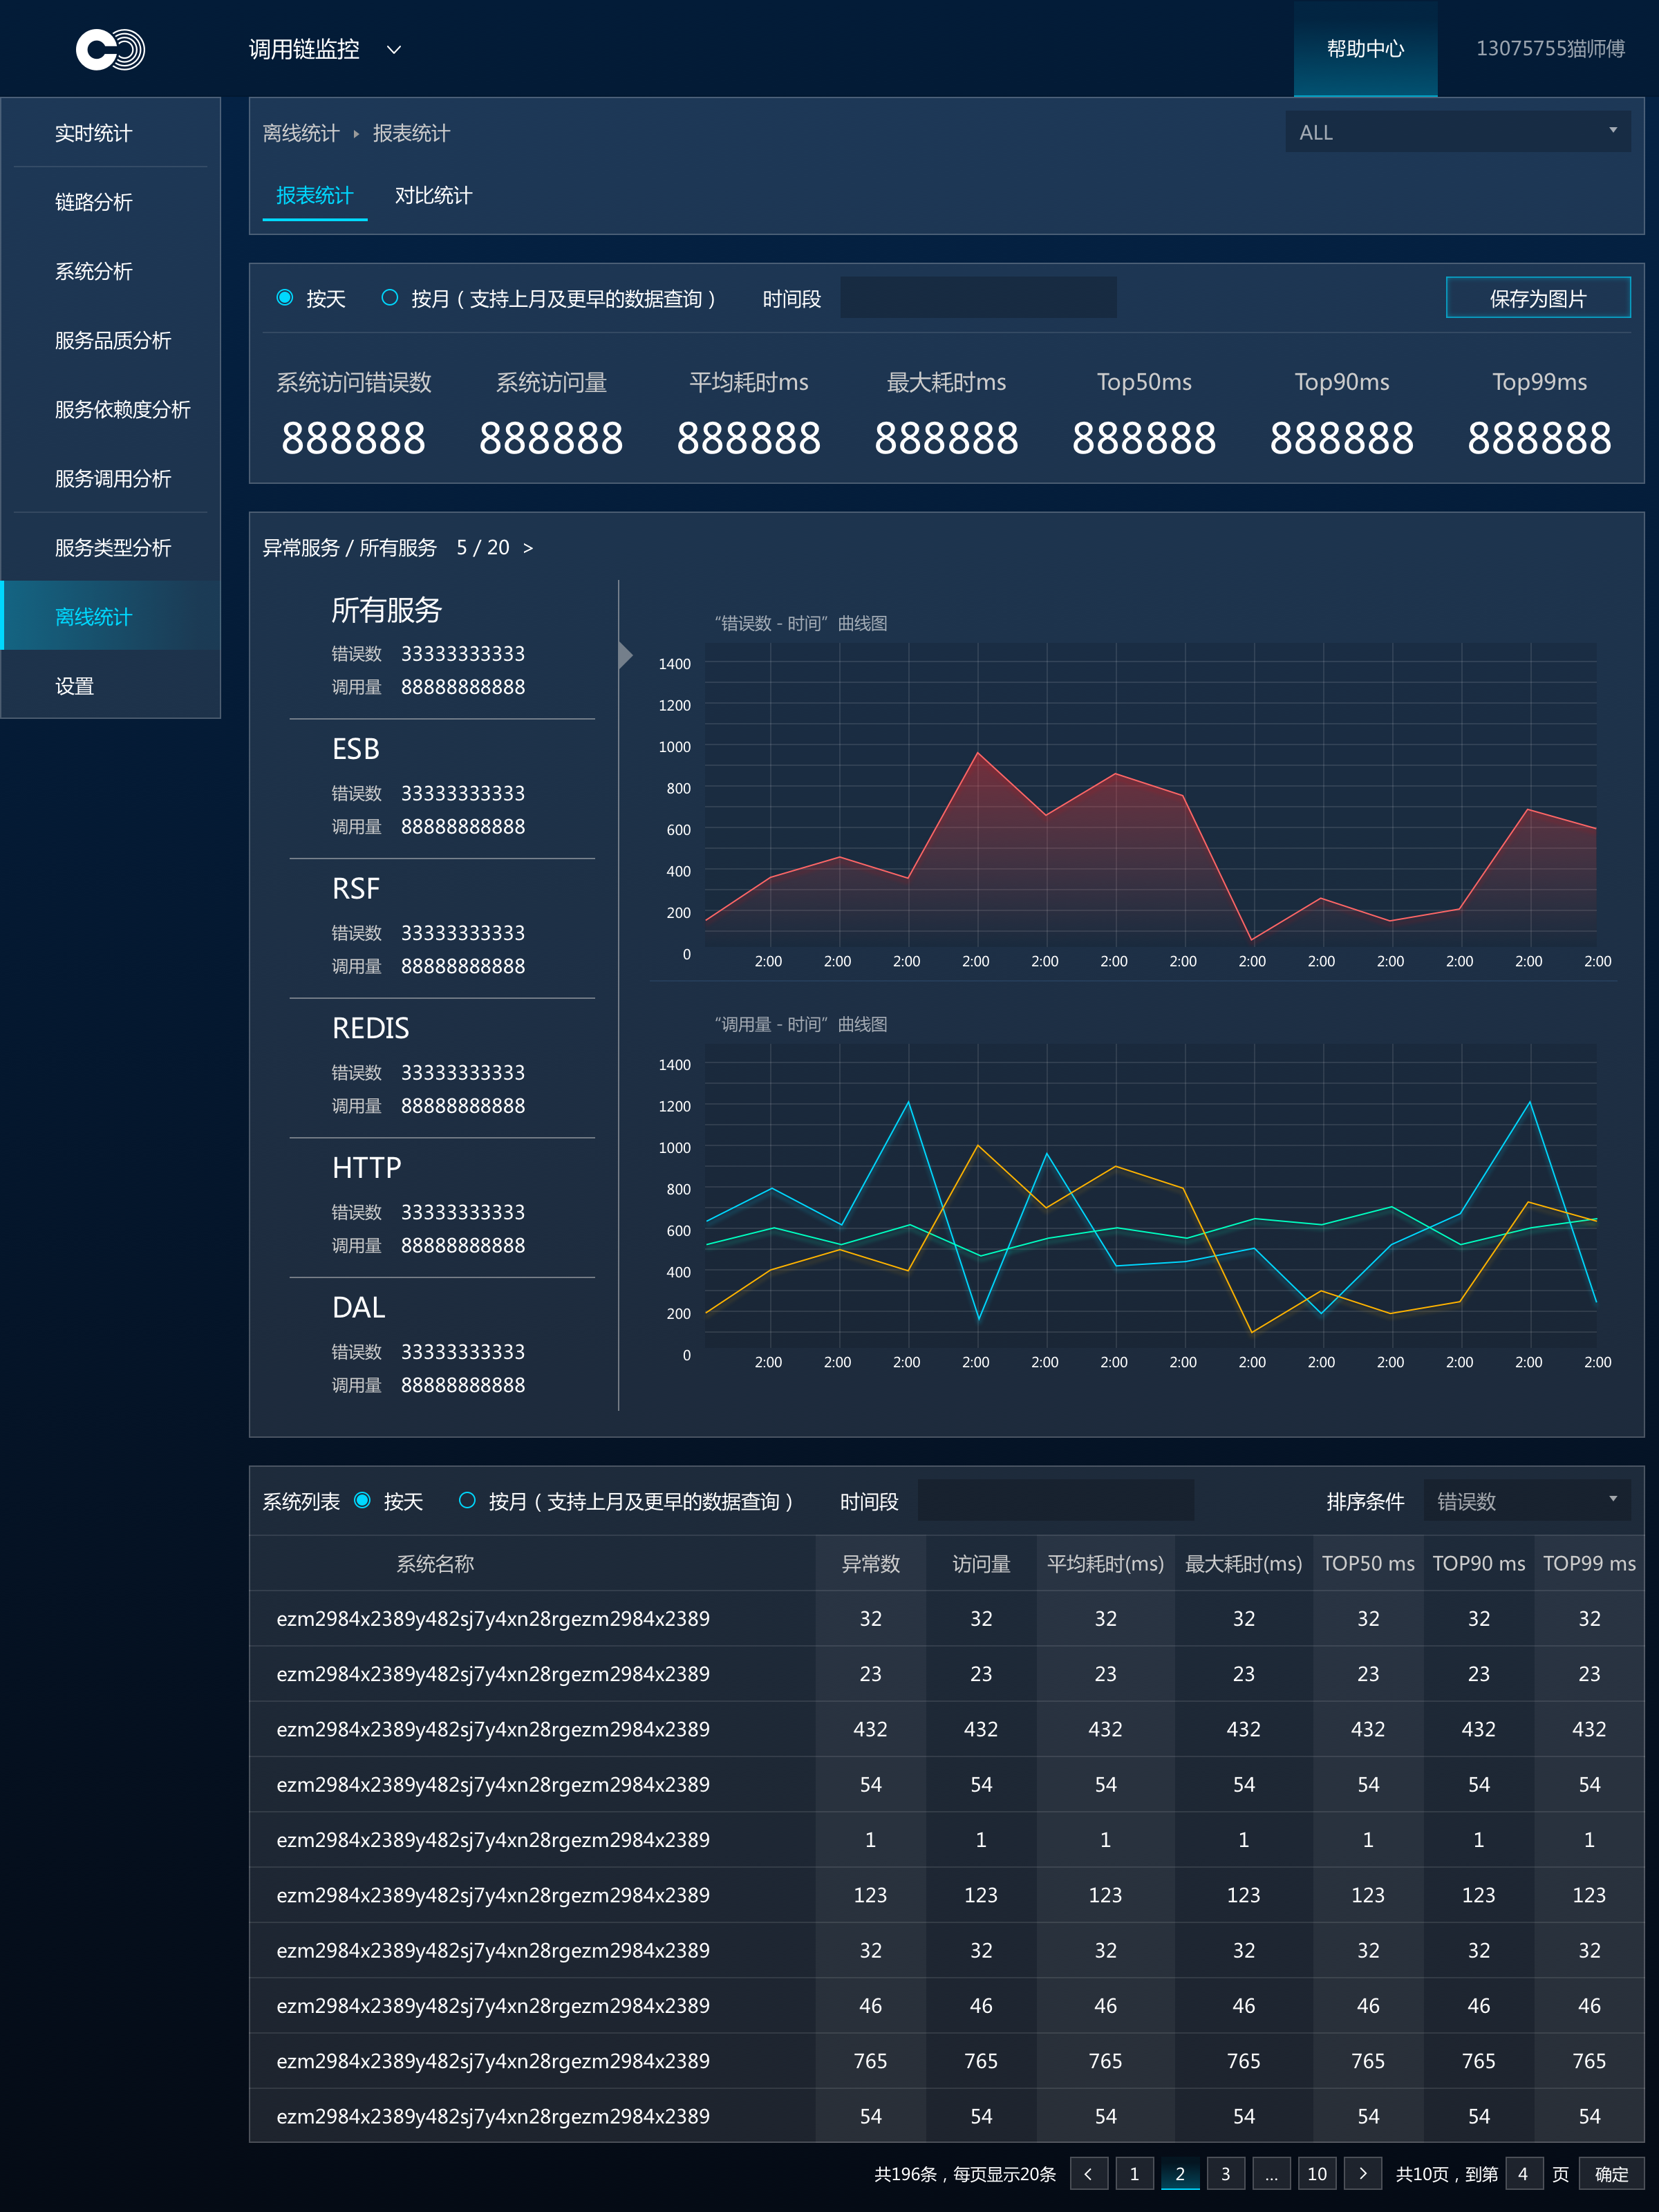 调用链监控
帮助中心
13075755猫师傅
实时统计
链路分析
系统分析
服务品质分析
服务依赖度分析
服务调用分析
服务类型分析
离线统计
设置
离线统计 报表统计
ALL
报表统计 对比统计
按天 按月（支持上月及更早的数据查询） 时间段
保存为图片
系统访问错误数 系统访问量 平均耗时ms 最大耗时ms Top50ms Top90ms Top99ms
888888 888888 888888 888888 888888 888888 888888
异常服务 / 所有服务 5 / 20 >
所有服务
错误数 33333333333
调用量 88888888888
ESB
错误数 33333333333
调用量 88888888888
RSF
错误数 33333333333
调用量 88888888888
REDIS
错误数 33333333333
调用量 88888888888
HTTP
错误数 33333333333
调用量 88888888888
DAL
错误数 33333333333
调用量 88888888888
“错误数 - 时间”曲线图
1400
1200
1000
800
600
400
200
0
2:00 2:00 2:00 2:00 2:00 2:00 2:00 2:00 2:00 2:00 2:00 2:00 2:00
“调用量 - 时间”曲线图
1400
1200
1000
800
600
400
200
0
2:00 2:00 2:00 2:00 2:00 2:00 2:00 2:00 2:00 2:00 2:00 2:00 2:00
系统列表 按天 按月（支持上月及更早的数据查询） 时间段 排序条件 错误数
系统名称 异常数 访问量 平均耗时(ms) 最大耗时(ms) TOP50 ms TOP90 ms TOP99 ms
ezm2984x2389y482sj7y4xn28rgezm2984x2389 32 32 32 32 32 32 32
ezm2984x2389y482sj7y4xn28rgezm2984x2389 23 23 23 23 23 23 23
ezm2984x2389y482sj7y4xn28rgezm2984x2389 432 432 432 432 432 432 432
ezm2984x2389y482sj7y4xn28rgezm2984x2389 54 54 54 54 54 54 54
ezm2984x2389y482sj7y4xn28rgezm2984x2389 1 1 1 1 1 1 1
ezm2984x2389y482sj7y4xn28rgezm2984x2389 123 123 123 123 123 123 123
ezm2984x2389y482sj7y4xn28rgezm2984x2389 32 32 32 32 32 32 32
ezm2984x2389y482sj7y4xn28rgezm2984x2389 46 46 46 46 46 46 46
ezm2984x2389y482sj7y4xn28rgezm2984x2389 765 765 765 765 765 765 765
ezm2984x2389y482sj7y4xn28rgezm2984x2389 54 54 54 54 54 54 54
共196条，每页显示20条 < 1 2 3 ... 10 > 共10页，到第 4 页 确定